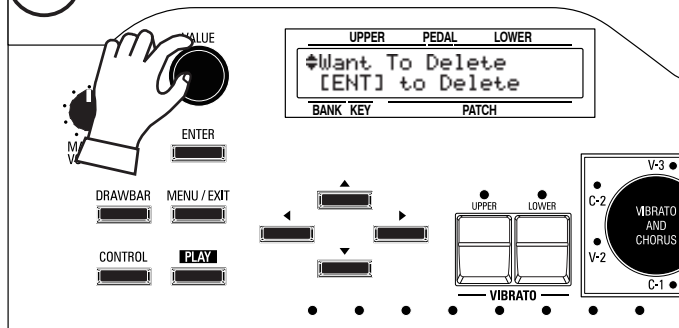 VALUE
UPPER PEDAL LOWER
Want To Delete
[ENT] to Delete
BANK KEY PATCH
ENTER
DRAWBAR MENU / EXIT
CONTROL PLAY
UPPER LOWER
VIBRATO
V-3
C-2
VIBRATO
AND
CHORUS
V-2
C-1